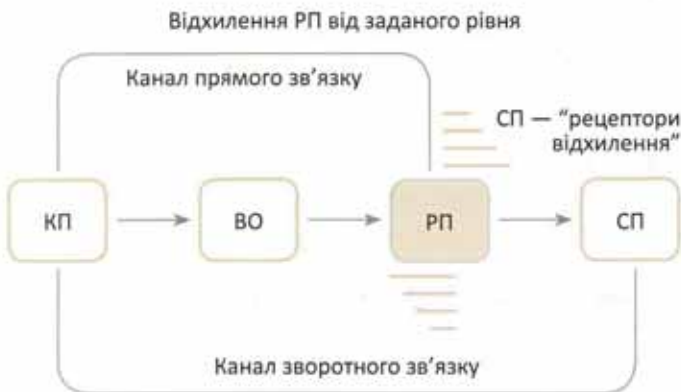 Відхилення РП від заданого рівня
Канал прямого зв’язку
СП — “рецептори
відхилення”
КП
ВО
РП
СП
Канал зворотного зв’язку